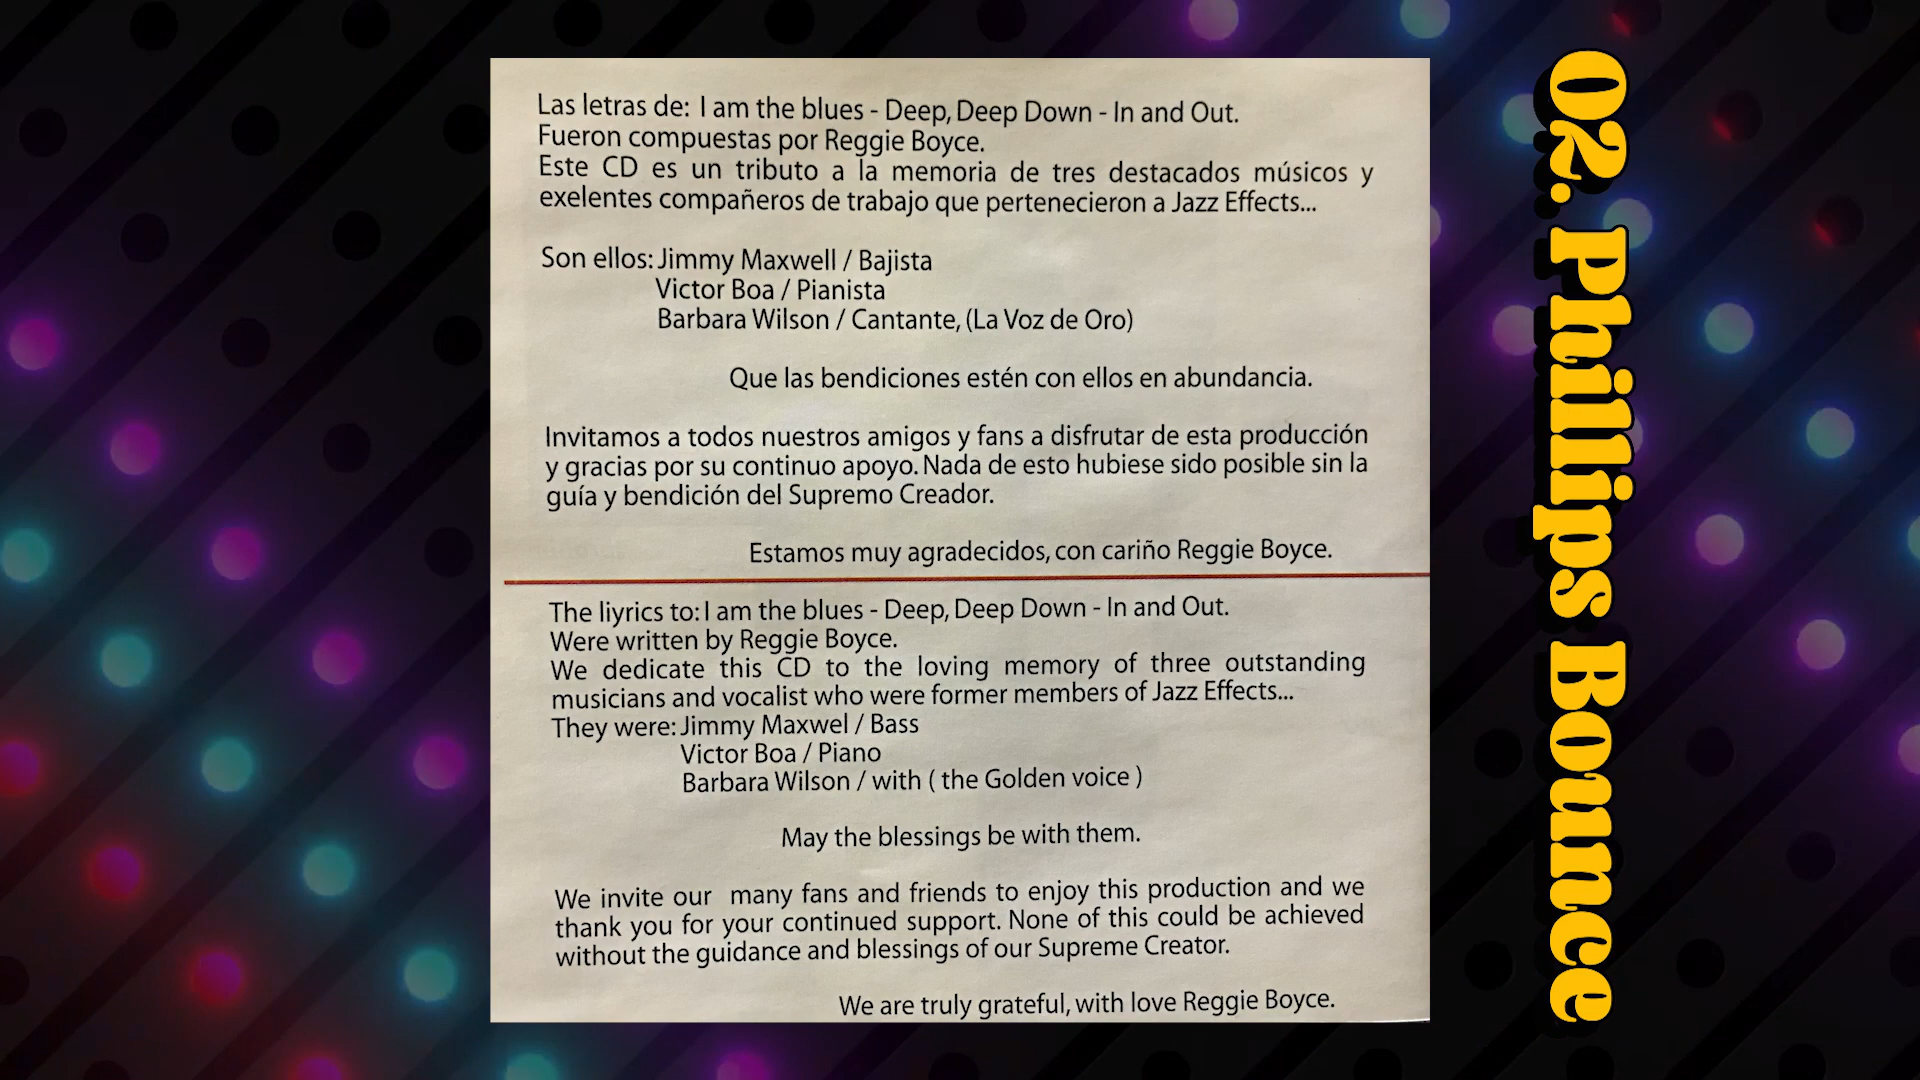 Las letras de: I am the blues - Deep, Deep Down - In and Out.
Fueron compuestas por Reggie Boyce.
Este CD es un tributo a la memoria de tres destacados músicos y
exelentes compañeros de trabajo que pertenecieron a Jazz Effects...
Son ellos: Jimmy Maxwell / Bajista
Victor Boa / Pianista
Barbara Wilson / Cantante, (La Voz de Oro)
Que las bendiciones estén con ellos en abundancia.
Invitamos a todos nuestros amigos y fans a disfrutar de esta producción
y gracias por su continuo apoyo. Nada de esto hubiese sido posible sin la
guía y bendición del Supremo Creador.
Estamos muy agradecidos, con cariño Reggie Boyce.
The liyrics to: I am the blues - Deep, Deep Down - In and Out.
Were written by Reggie Boyce.
We dedicate this CD to the loving memory of three outstanding
musicians and vocalist who were former members of Jazz Effects...
They were: Jimmy Maxwel / Bass
Victor Boa / Piano
Barbara Wilson / with ( the Golden voice )
May the blessings be with them.
We invite our many fans and friends to enjoy this production and we
thank you for your continued support. None of this could be achieved
without the guidance and blessings of our Supreme Creator.
We are truly grateful, with love Reggie Boyce.
02. Phillips Bounce